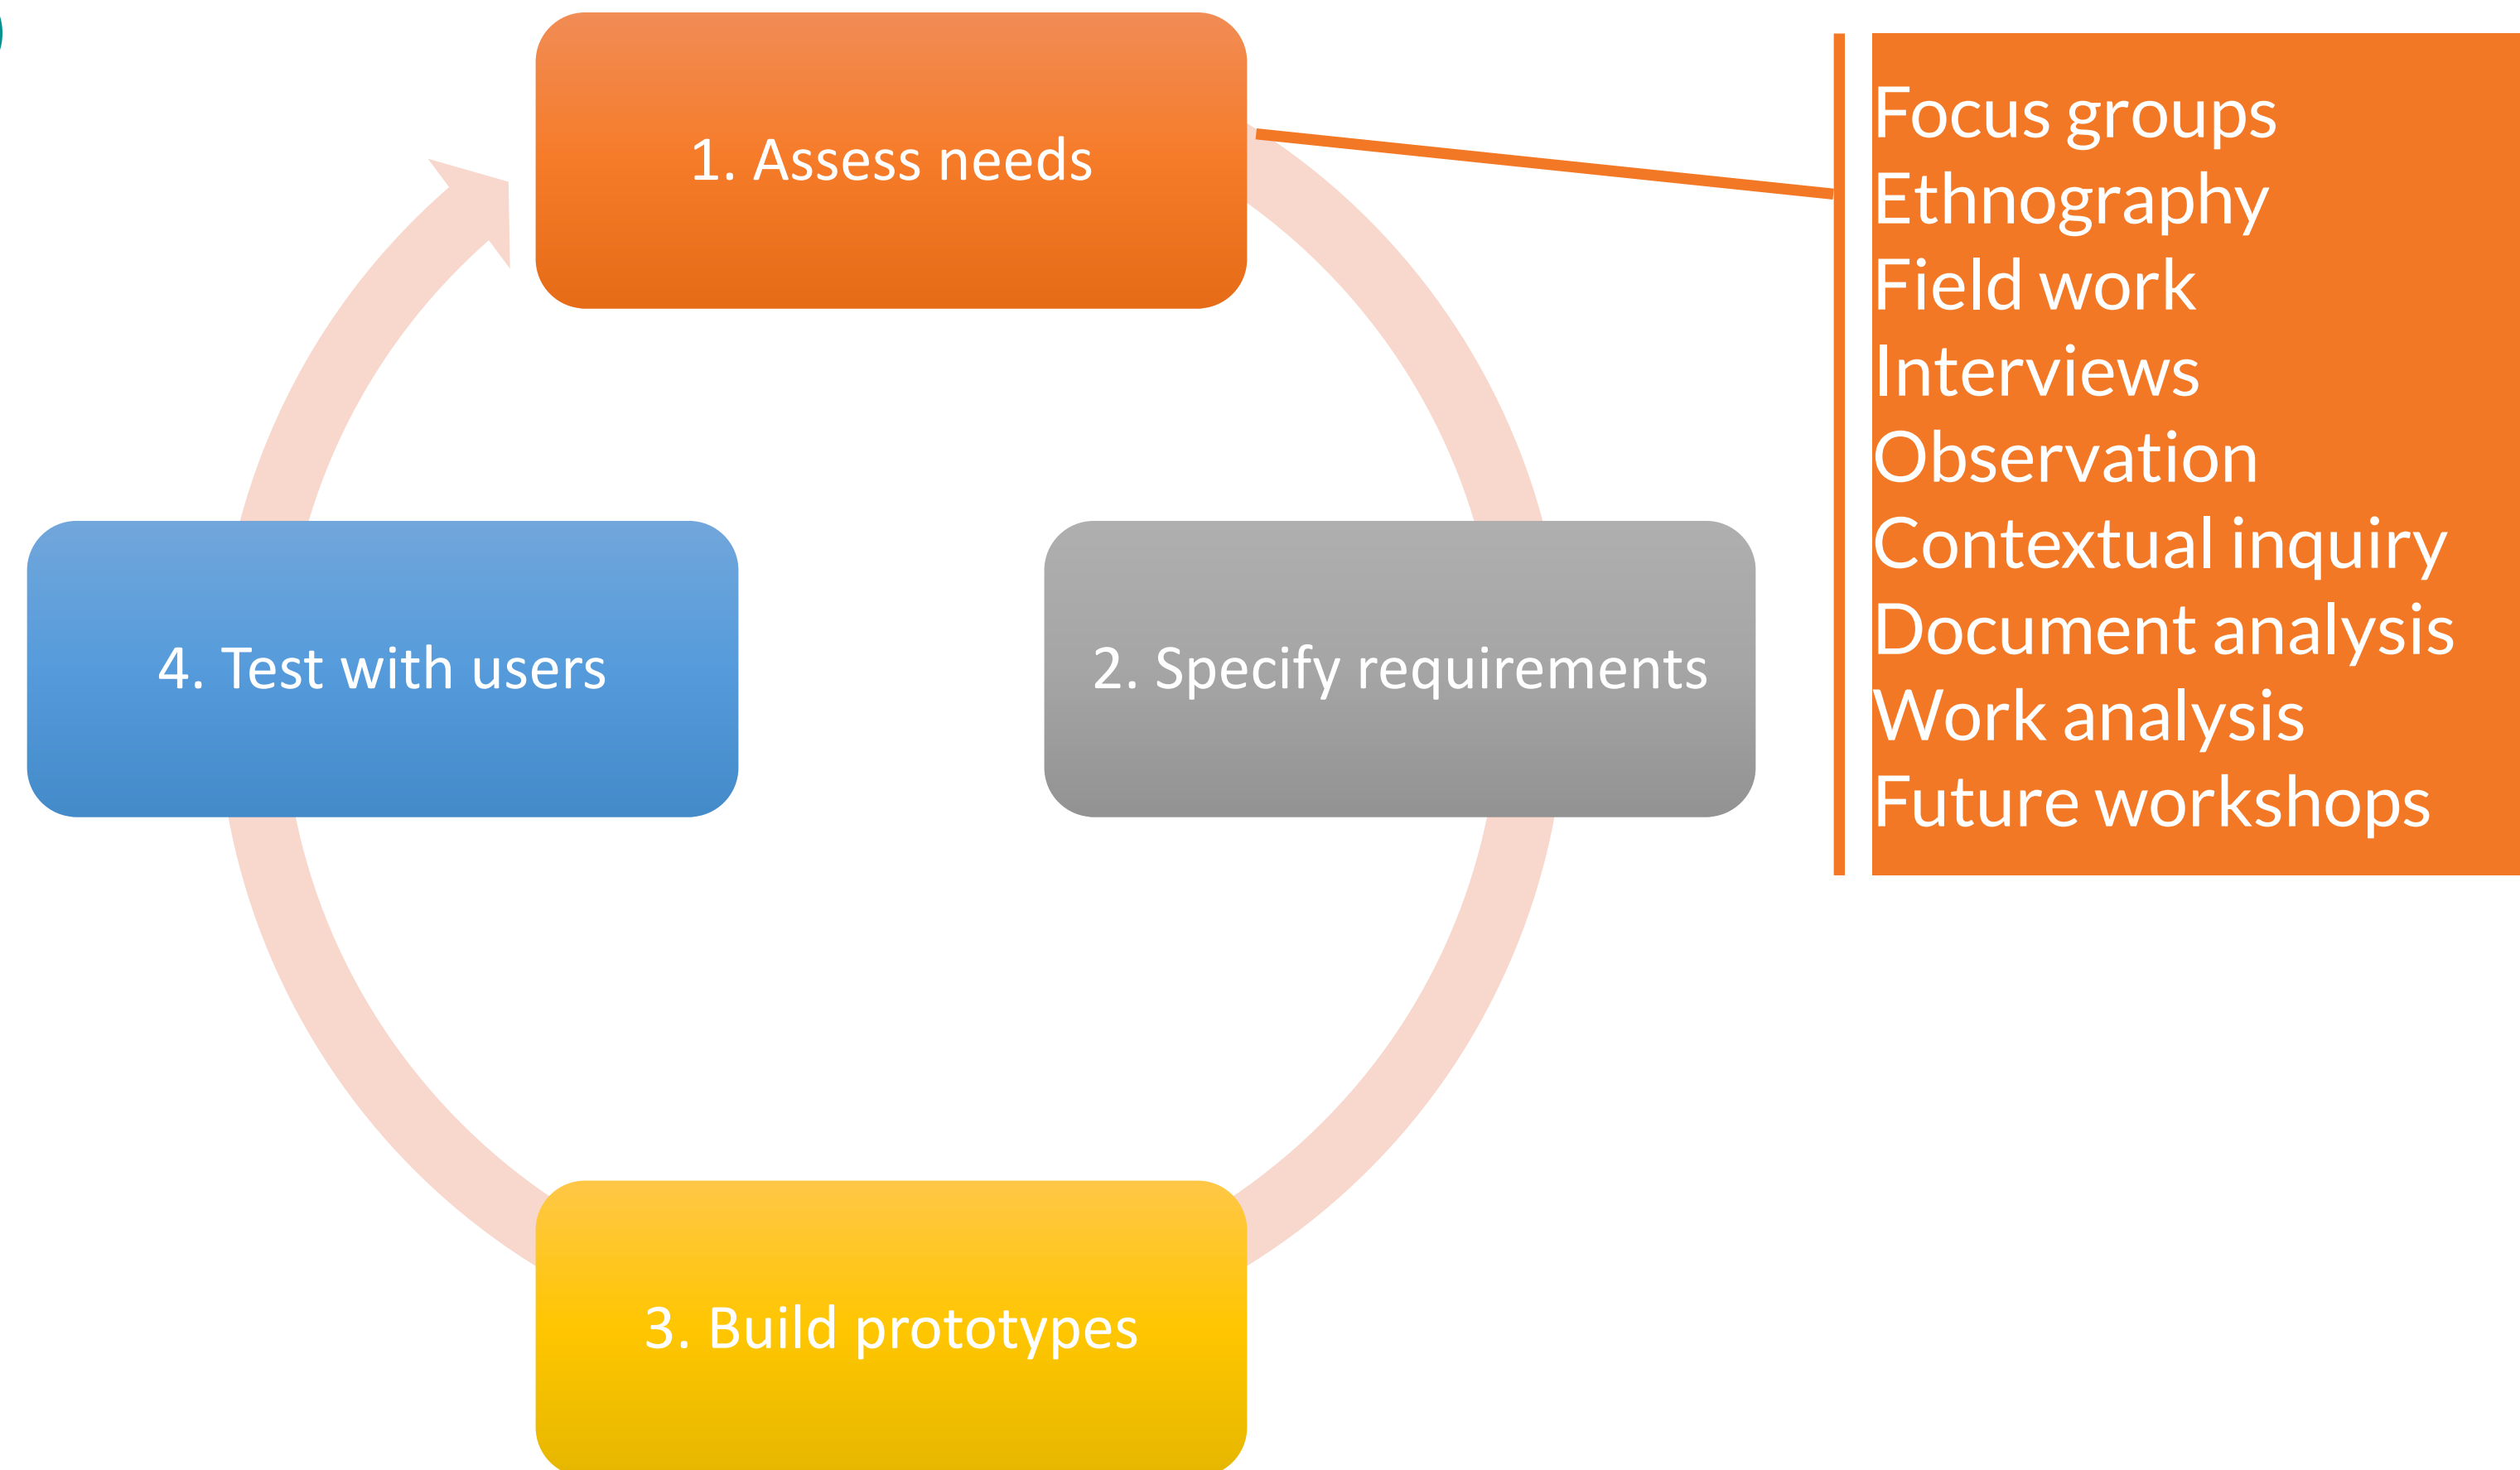 1. Assess needs
2. Specify requirements
3. Build prototypes
4. Test with users
Focus groups
Ethnography
Field work
Interviews
Observation
Contextual inquiry
Document analysis
Work analysis
Future workshops